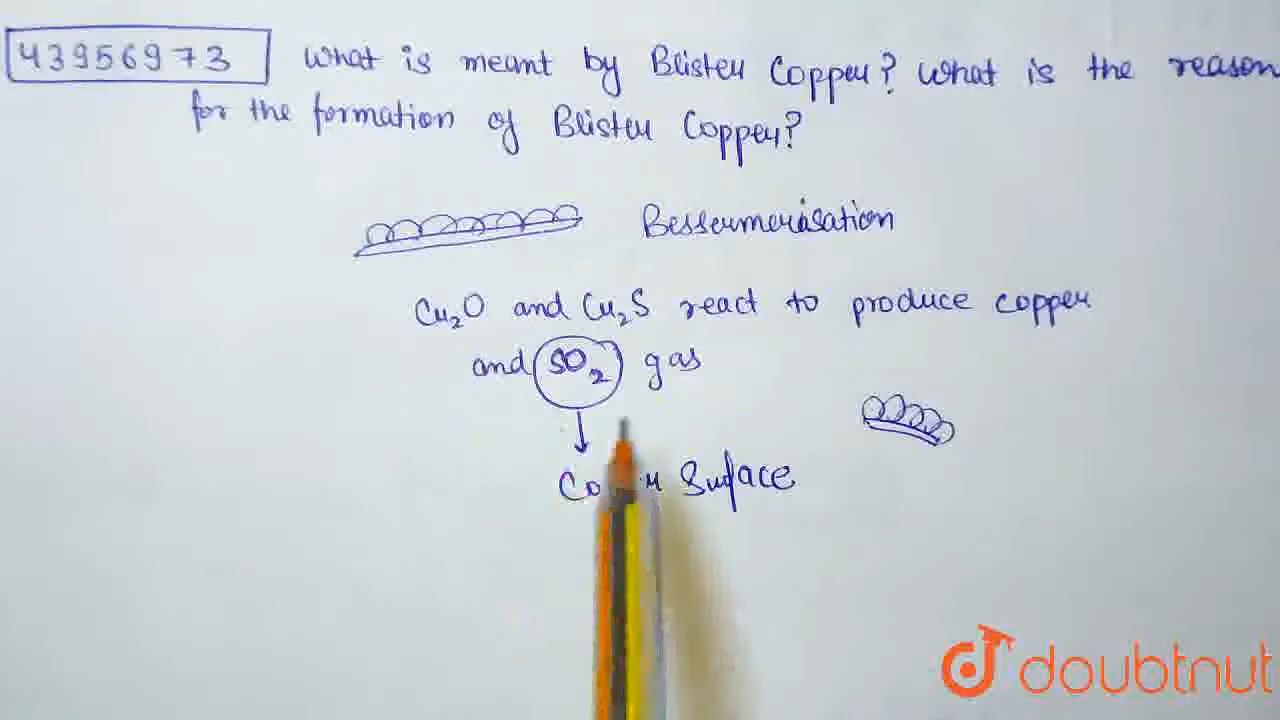 43956973 What is meant by Blister Copper? What is the reason
for the formation of Blister Copper?
Bessermerisation
Cu₂O and Cu₂S react to produce copper
and SO₂ gas
Surface
doubtnut